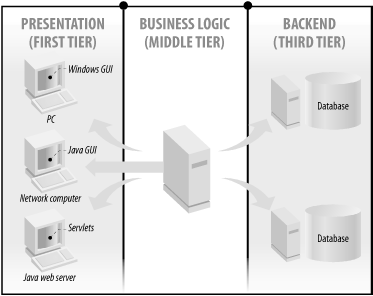 PRESENTATION
(FIRST TIER)
BUSINESS LOGIC
(MIDDLE TIER)
BACKEND
(THIRD TIER)
Windows GUI
PC
Java GUI
Network computer
Servlets
Java web server
Database
Database